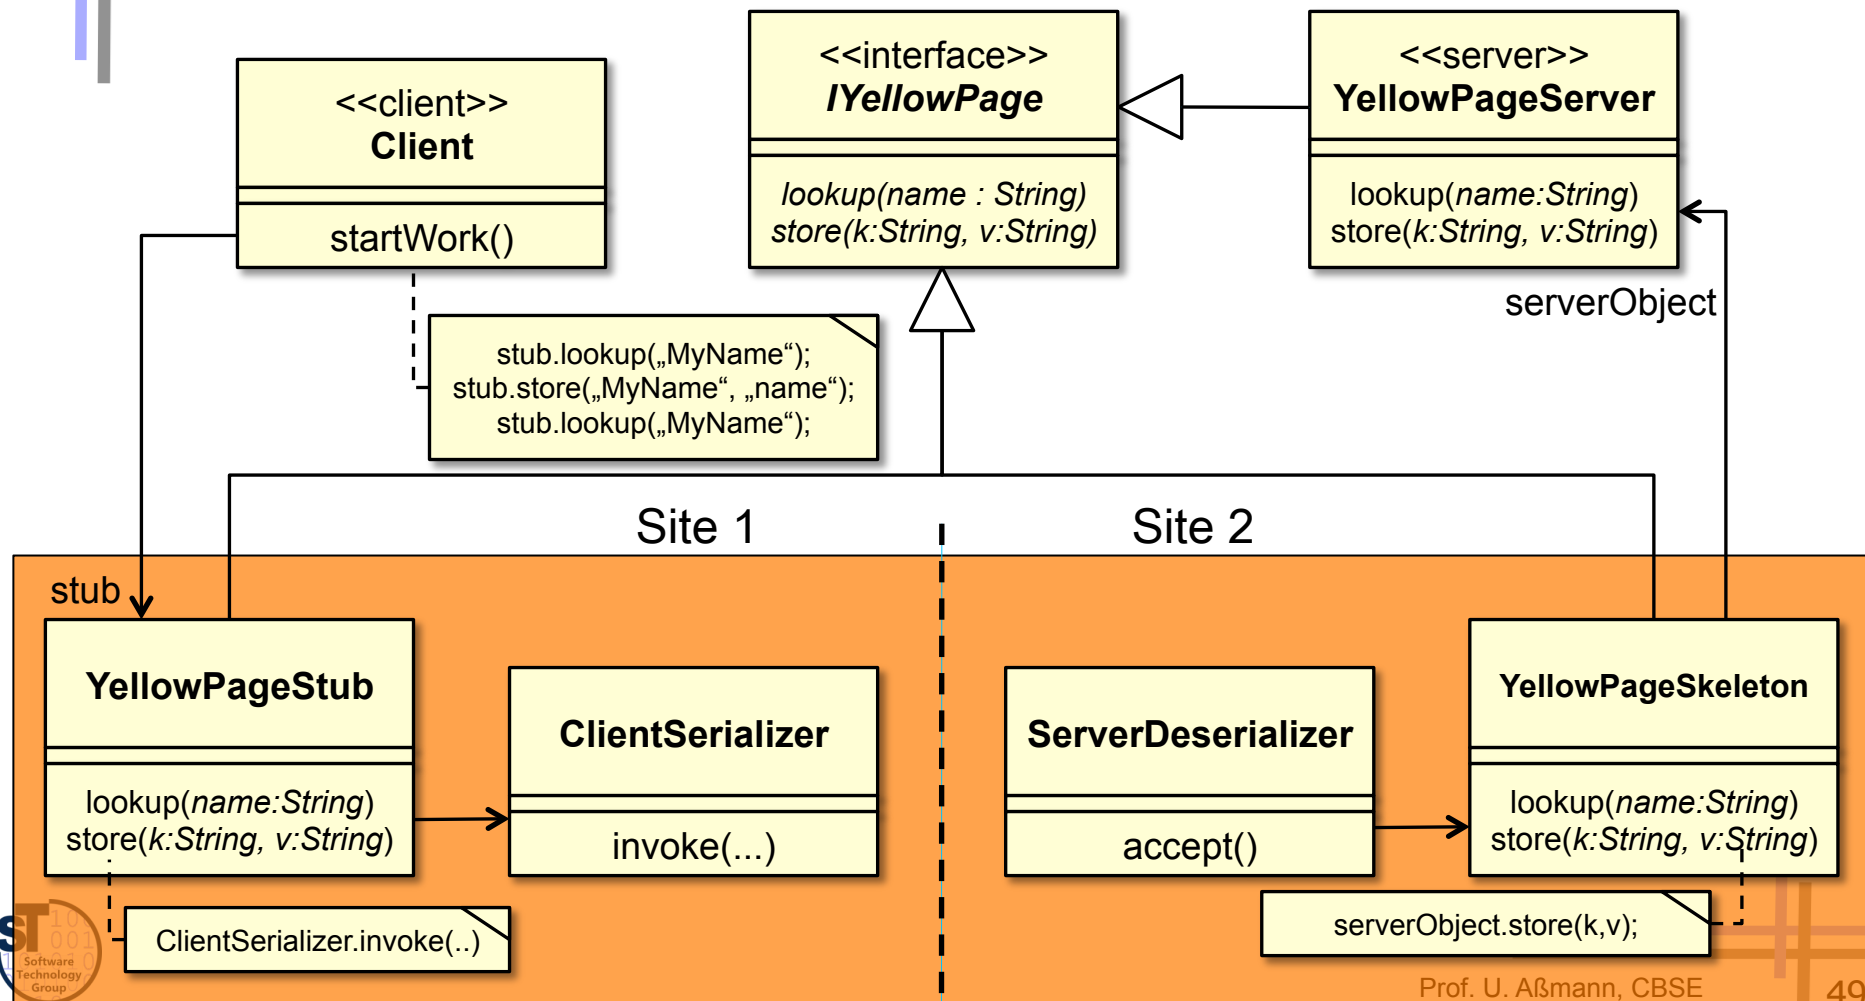 <<client>>
Client
startWork()
<<interface>>
IYellowPage
lookup(name : String)
store(k:String, v:String)
<<server>>
YellowPageServer
lookup(name:String)
store(k:String, v:String)
serverObject
stub.lookup(„MyName“);
stub.store(„MyName“, „name“);
stub.lookup(„MyName“);
Site 1
Site 2
stub
YellowPageStub
lookup(name:String)
store(k:String, v:String)
ClientSerializer
invoke(...)
ServerDeserializer
accept()
YellowPageSkeleton
lookup(name:String)
store(k:String, v:String)
ClientSerializer.invoke(..)
serverObject.store(k,v);
ST
Software
Technology
Group
Prof. U. Aßmann, CBSE
49